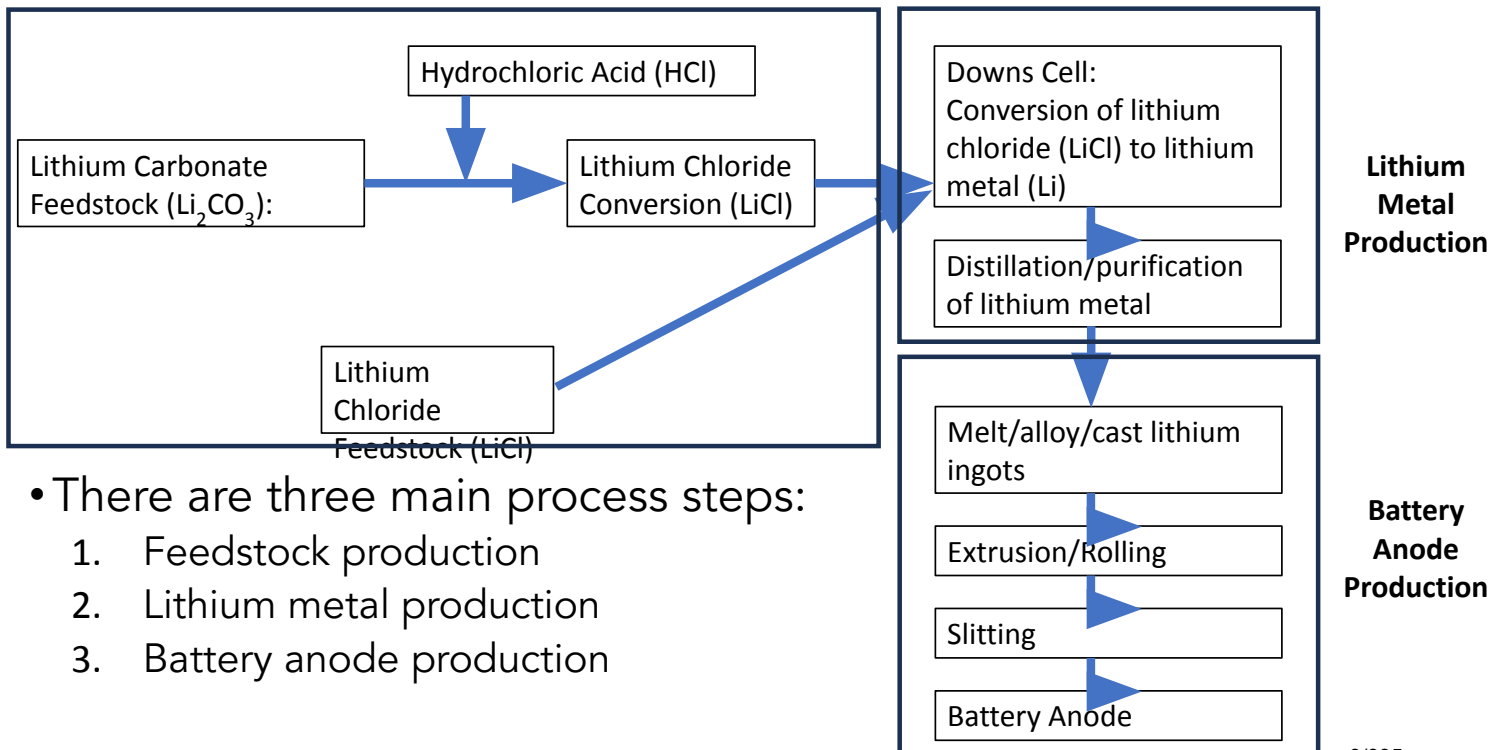 Hydrochloric Acid (HCl)
Lithium Carbonate
Feedstock (Li₂CO₃):
Lithium Chloride
Conversion (LiCl)
Lithium
Chloride
Feedstock (LiCl)
Downs Cell:
Conversion of lithium
chloride (LiCl) to lithium
metal (Li)
Distillation/purification
of lithium metal
Lithium
Metal
Production
Melt/alloy/cast lithium
ingots
Extrusion/Rolling
Slitting
Battery Anode
Battery
Anode
Production
• There are three main process steps:
1. Feedstock production
2. Lithium metal production
3. Battery anode production